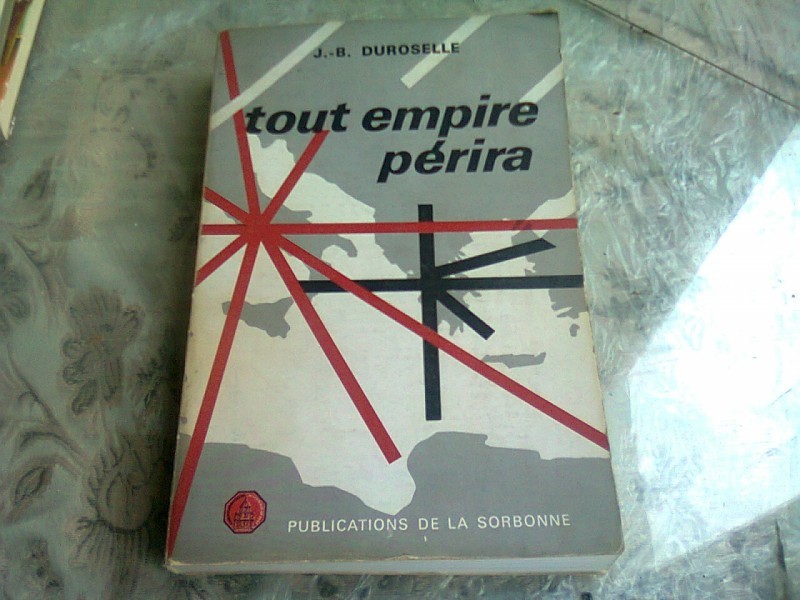 J.-B. DUROSELLE
tout empire
périra
PUBLICATIONS DE LA SORBONNE